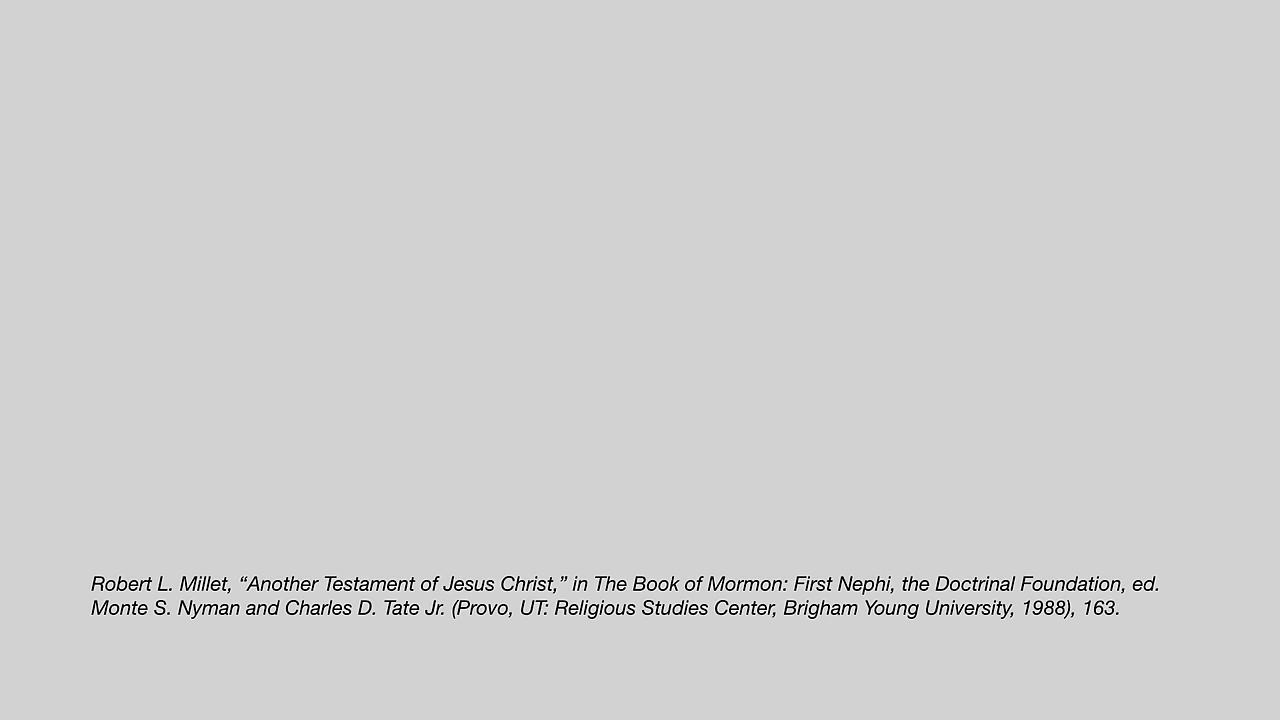 Robert L. Millet, “Another Testament of Jesus Christ,” in The Book of Mormon: First Nephi, the Doctrinal Foundation, ed.
Monte S. Nyman and Charles D. Tate Jr. (Provo, UT: Religious Studies Center, Brigham Young University, 1988), 163.